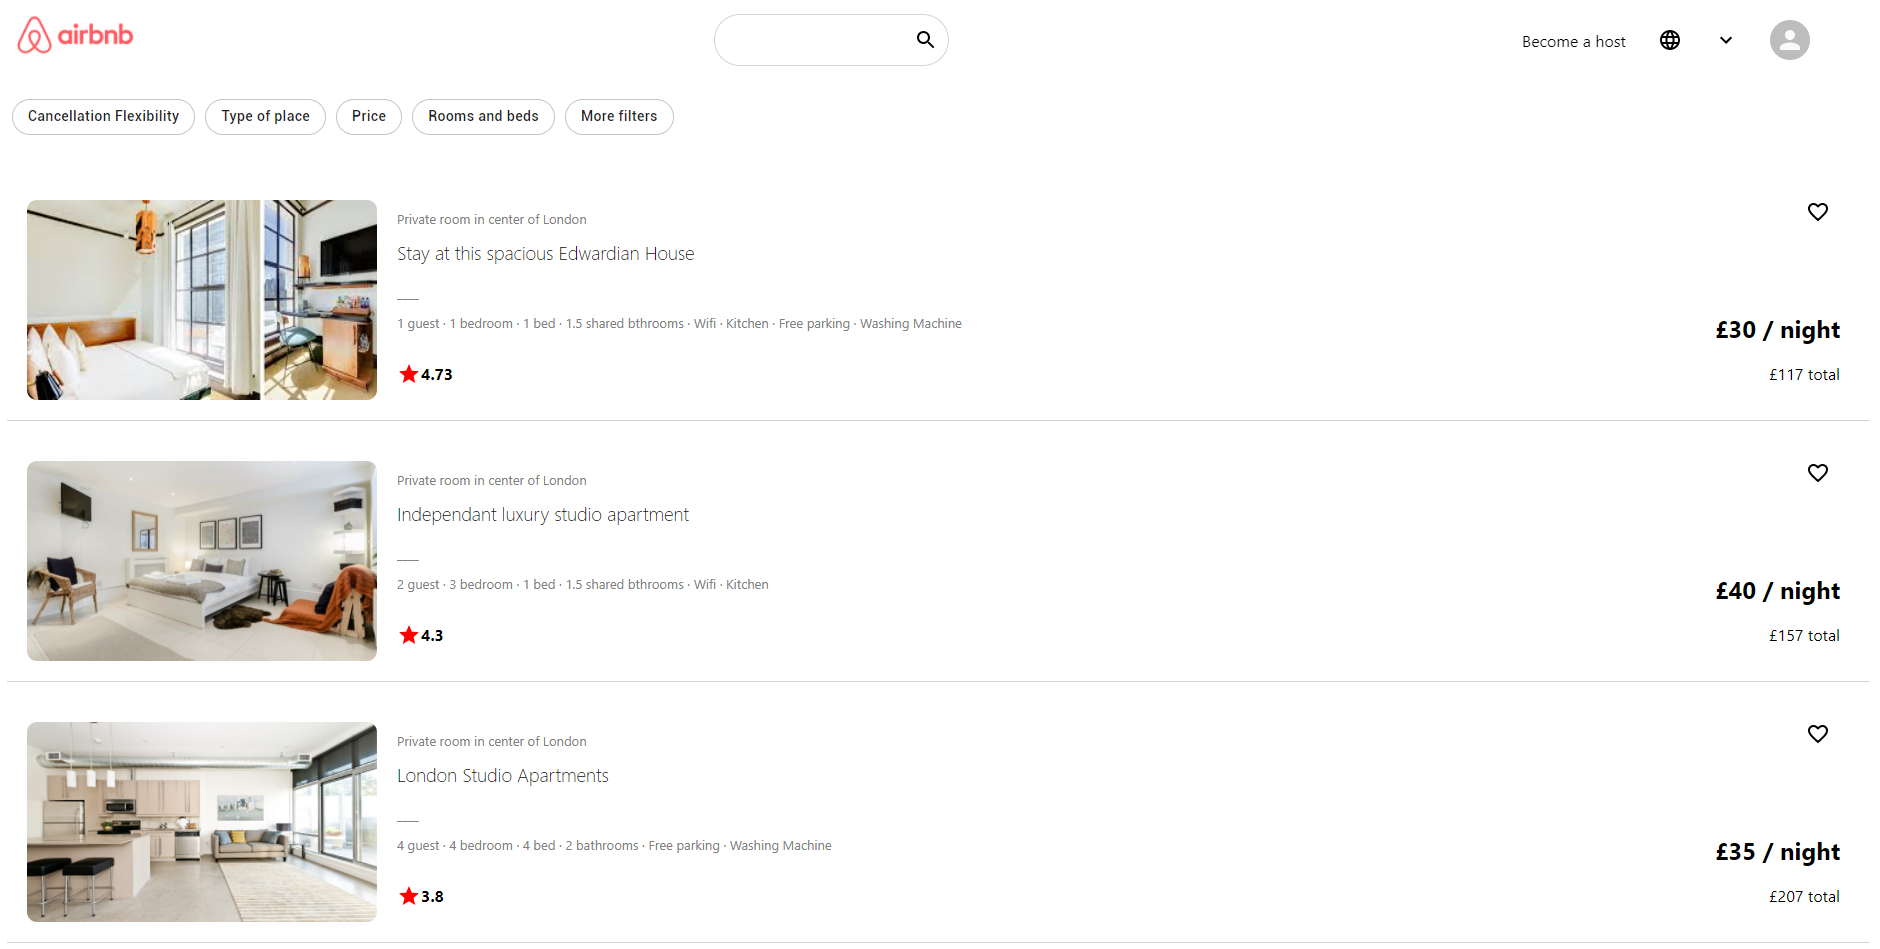 airbnb
Become a host
Cancellation Flexibility
Type of place
Price
Rooms and beds
More filters
Private room in center of London
Stay at this spacious Edwardian House
1 guest · 1 bedroom · 1 bed · 1.5 shared bthrooms · Wifi · Kitchen · Free parking · Washing Machine
£30 / night
4.73
£117 total
Private room in center of London
Independant luxury studio apartment
2 guest · 3 bedroom · 1 bed · 1.5 shared bthrooms · Wifi · Kitchen
£40 / night
4.3
£157 total
Private room in center of London
London Studio Apartments
4 guest · 4 bedroom · 4 bed · 2 bathrooms · Free parking · Washing Machine
£35 / night
3.8
£207 total